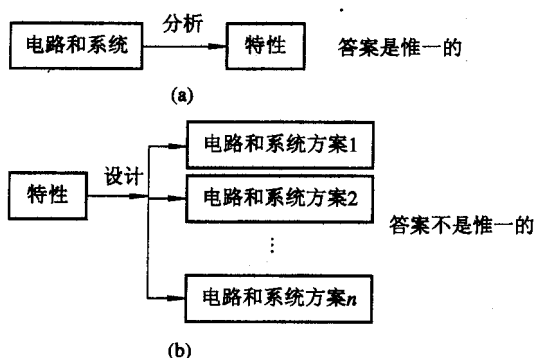 分析
电路和系统
特性
答案是惟一的
(a)
电路和系统方案1
设计
特性
电路和系统方案2
答案不是惟一的
⋮
电路和系统方案n
(b)